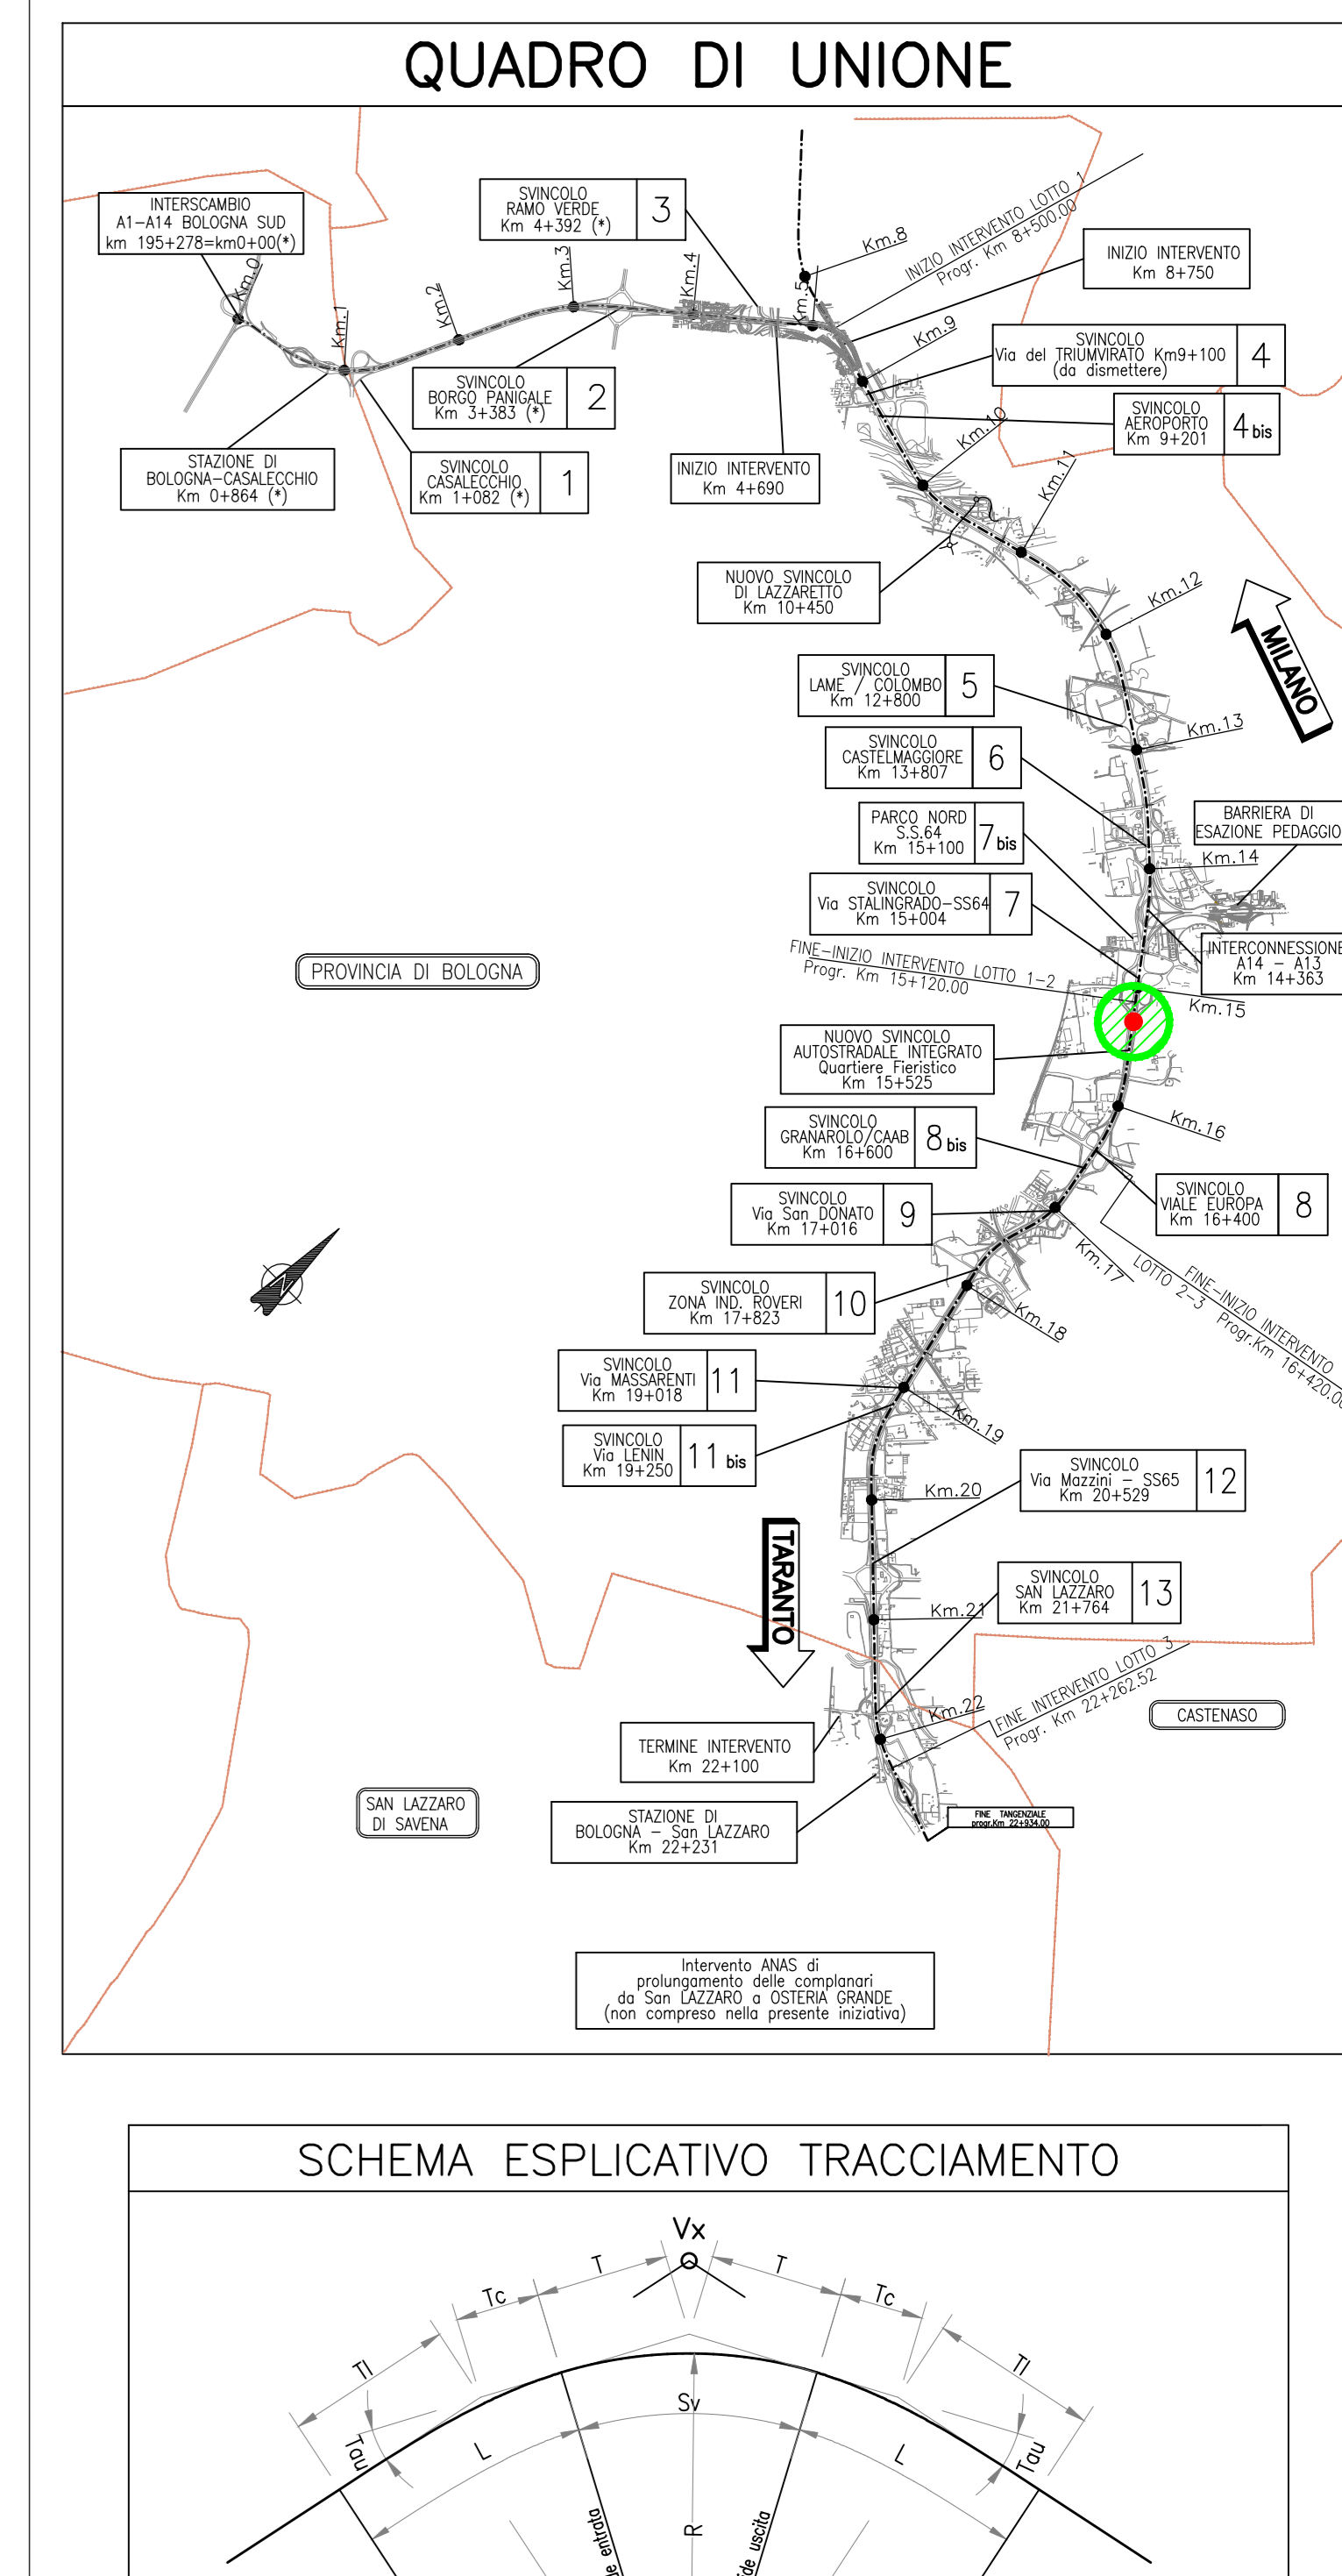 QUADRO DI UNIONE
INTERSCAMBIO
A1-A14 BOLOGNA SUD
km 195+278=km0+00(*)
SVINCOLO
RAMO VERDE
Km 4+392 (*)
3
Km.0
Km.1
Km.2
Km.3
Km.4
Km.5
Km.8
INIZIO INTERVENTO LOTTO 1
Progr. Km 8+500.00
INIZIO INTERVENTO
Km 8+750
Km.9
SVINCOLO
Via del TRIUMVIRATO Km9+100
(da dismettere)
4
SVINCOLO
BORGO PANIGALE
Km 3+383 (*)
2
SVINCOLO
AEROPORTO
Km 9+201
4 bis
Km.10
STAZIONE DI
BOLOGNA-CASALECCHIO
Km 0+864 (*)
SVINCOLO
CASALECCHIO
Km 1+082 (*)
1
INIZIO INTERVENTO
Km 4+690
Km.11
NUOVO SVINCOLO
DI LAZZARETTO
Km 10+450
Km.12
MILANO
SVINCOLO
LAME / COLOMBO
Km 12+800
5
Km.13
SVINCOLO
CASTELMAGGIORE
Km 13+807
6
PARCO NORD
S.S.64
Km 15+100
7 bis
BARRIERA DI
ESAZIONE PEDAGGIO
Km.14
SVINCOLO
Via STALINGRADO-SS64
Km 15+004
7
FINE-INIZIO INTERVENTO LOTTO 1-2
Progr. Km 15+120.00
INTERCONNESSIONE
A14 - A13
Km 14+363
PROVINCIA DI BOLOGNA
Km.15
NUOVO SVINCOLO
AUTOSTRADALE INTEGRATO
Quartiere Fieristico
Km 15+525
Km.16
SVINCOLO
GRANAROLO/CAAB
Km 16+600
8 bis
SVINCOLO
VIALE EUROPA
Km 16+400
8
SVINCOLO
Via San DONATO
Km 17+016
9
Km.17
FINE-INIZIO INTERVENTO
LOTTO 2-3 Progr.Km 16+420.00
SVINCOLO
ZONA IND. ROVERI
Km 17+823
10
Km.18
SVINCOLO
Via MASSARENTI
Km 19+018
11
Km.19
SVINCOLO
Via LENIN
Km 19+250
11 bis
SVINCOLO
Via Mazzini - SS65
Km 20+529
12
Km.20
TARANTO
SVINCOLO
SAN LAZZARO
Km 21+764
13
Km.21
FINE INTERVENTO LOTTO 3
Progr. Km 22+262.52
Km.22
CASTENASO
TERMINE INTERVENTO
Km 22+100
SAN LAZZARO
DI SAVENA
STAZIONE DI
BOLOGNA - San LAZZARO
Km 22+231
FINE TANGENZIALE
progr.Km 22+934.00
Intervento ANAS di
prolungamento delle complanari
da San LAZZARO a OSTERIA GRANDE
(non compreso nella presente iniziativa)
SCHEMA ESPLICATIVO TRACCIAMENTO
Vx
T
T
Tc
Tc
Tl
Tl
Sv
Tau
L
L
Tau
R
entrata
uscita